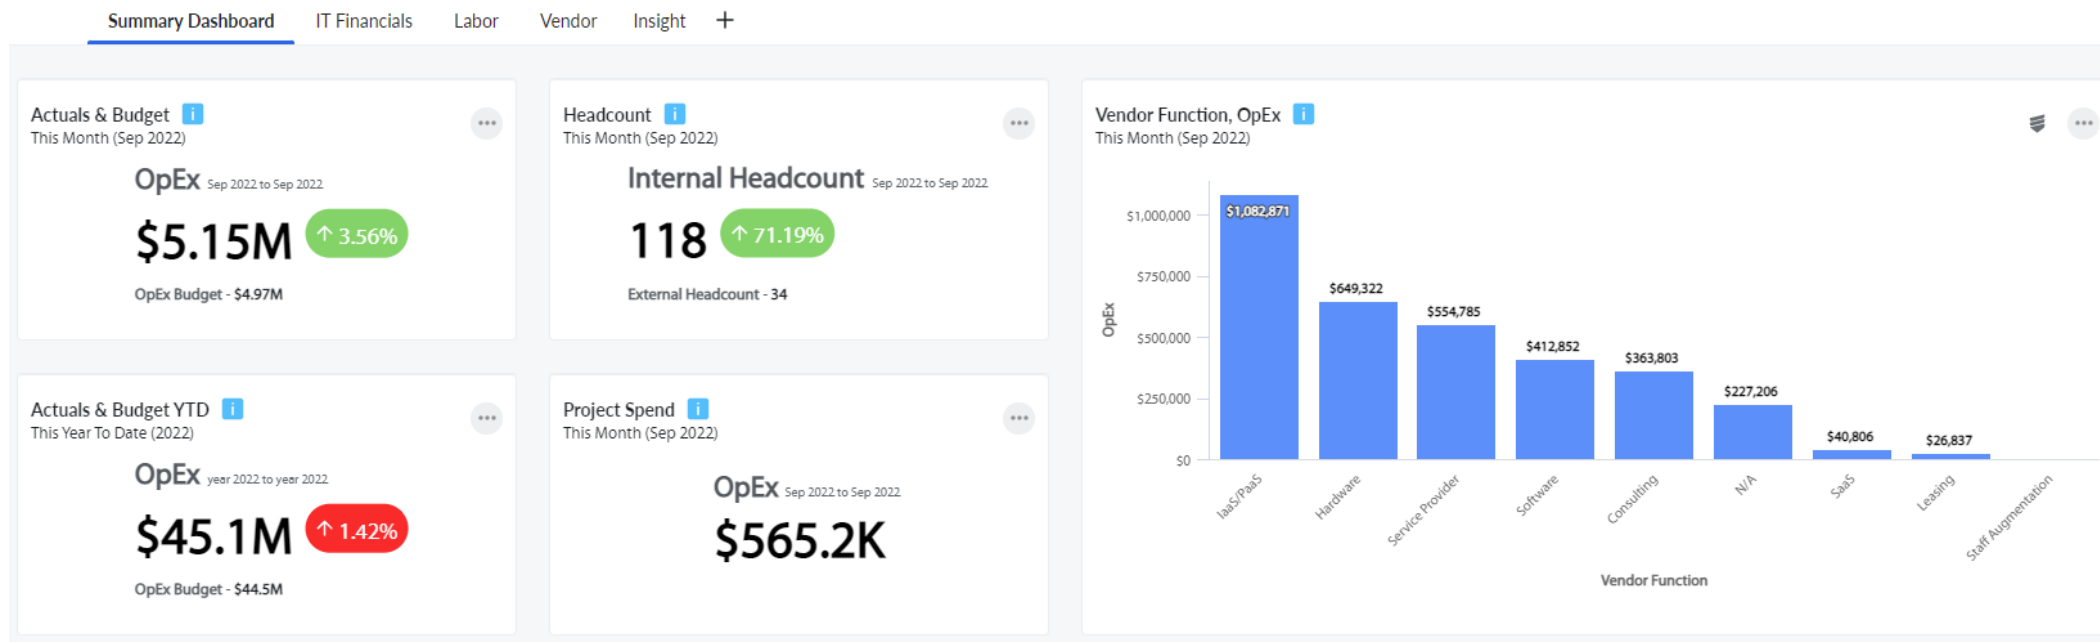 Summary Dashboard IT Financials Labor Vendor Insight +
Actuals & Budget i
This Month (Sep 2022)
OpEx Sep 2022 to Sep 2022
$5.15M ↑ 3.56%
OpEx Budget - $4.97M
Headcount i
This Month (Sep 2022)
Internal Headcount Sep 2022 to Sep 2022
118 ↑ 71.19%
External Headcount - 34
Actuals & Budget YTD i
This Year To Date (2022)
OpEx year 2022 to year 2022
$45.1M ↑ 1.42%
OpEx Budget - $44.5M
Project Spend i
This Month (Sep 2022)
OpEx Sep 2022 to Sep 2022
$565.2K
Vendor Function, OpEx i
This Month (Sep 2022)
OpEx
$1,000,000
$750,000
$500,000
$250,000
$0
$1,082,871
$649,322
$554,785
$412,852
$363,803
$227,206
$40,806
$26,837
IaaS/PaaS
Hardware
Service Provider
Software
Consulting
N/A
SaaS
Leasing
Staff Augmentation
Vendor Function